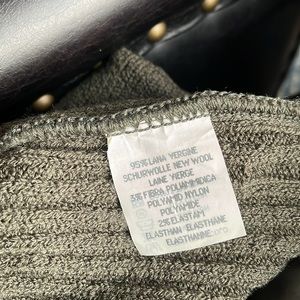 95% LANA VERGINE
SCHURWOLLE NEW WOOL
LAINE VIERGE
3% FIBRA POLIAMMIDICA
POLYAMID NYLON
POLYAMIDE
2% ELASTAM
ELASTHAN ELASTHANE
ELASTHANNE